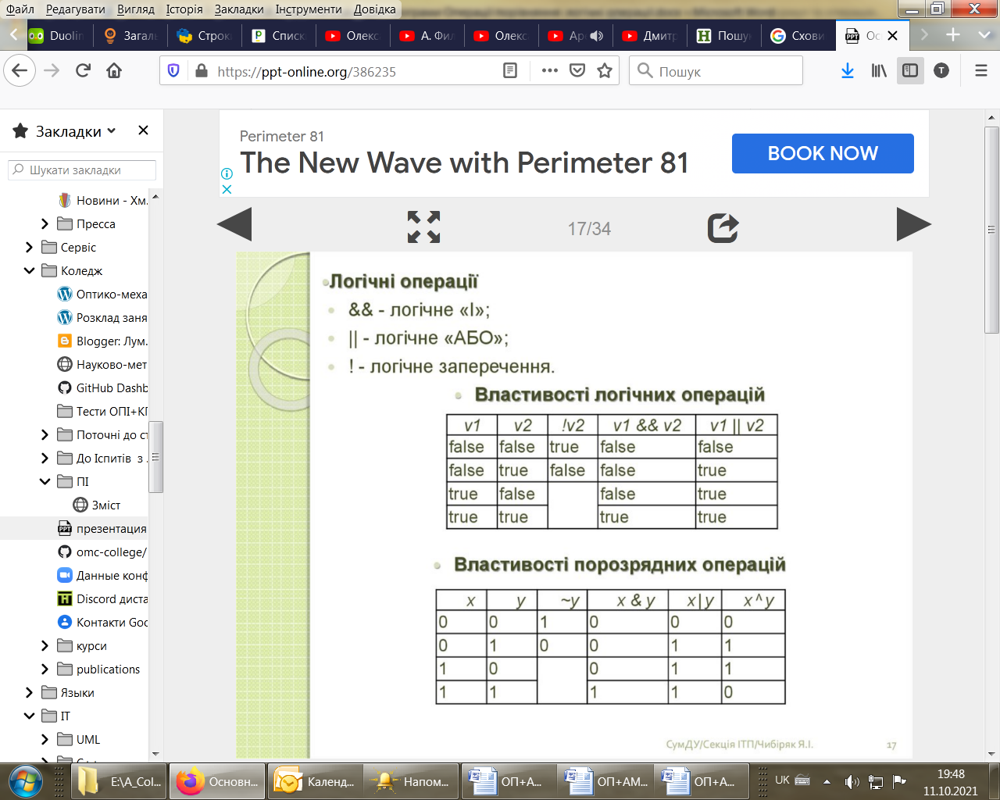 Файл Редагувати Вигляд Історія Закладки Інструменти Довідка
Duolin Загаль Строки Списк Олекс А. Фил Олекс Ар Дмитр Пошук Схови Ос
https://ppt-online.org/386235 Пошук
Закладки
Шукати закладки
Новини - Хм.
Пресса
Сервіс
Коледж
Оптико-меха
Розклад заня
Blogger: Лум.
Науково-мет
GitHub Dashb
Тести ОПІ+КГ
Поточні до ст
До Іспитів з
ПІ
Зміст
презентация
omc-college/
Данные конф
Discord диста
Контакти Goo
курси
publications
Языки
IT
UML
C++
Perimeter 81
The New Wave with Perimeter 81
BOOK NOW
17/34
•Логічні операції
• && - логічне «І»;
• || - логічне «АБО»;
• ! - логічне заперечення.
• Властивості логічних операцій
v1 v2 !v2 v1 && v2 v1 || v2
false false true false false
false true false false true
true false false true
true true true true
• Властивості порозрядних операцій
x y ~y x & y x|y x^y
0 0 1 0 0 0
0 1 0 0 1 1
1 0 0 1 1
1 1 1 1 0
СумДУ/Секція ІТП/Чибіряк Я.І. 17
E:\A_Col... Основн... Календ... Напом... ОП+А... ОП+АМ... ОП+А... UK 19:48
11.10.2021